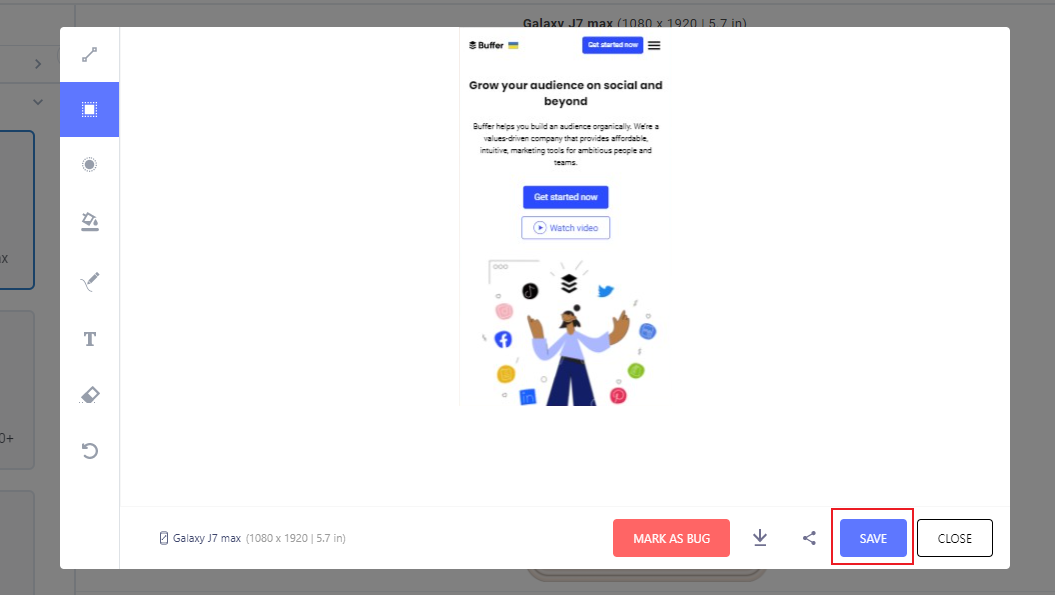 Galaxy J7 max (1080 x 1920 | 5.7 in)
Buffer
Get started now
Grow your audience on social and
beyond
Buffer helps you build an audience organically. We're a
values-driven company that provides affordable,
intuitive, marketing tools for ambitious people and
teams.
Get started now
Watch video
T
0+
Galaxy J7 max (1080 x 1920 | 5.7 in)
MARK AS BUG
SAVE
CLOSE